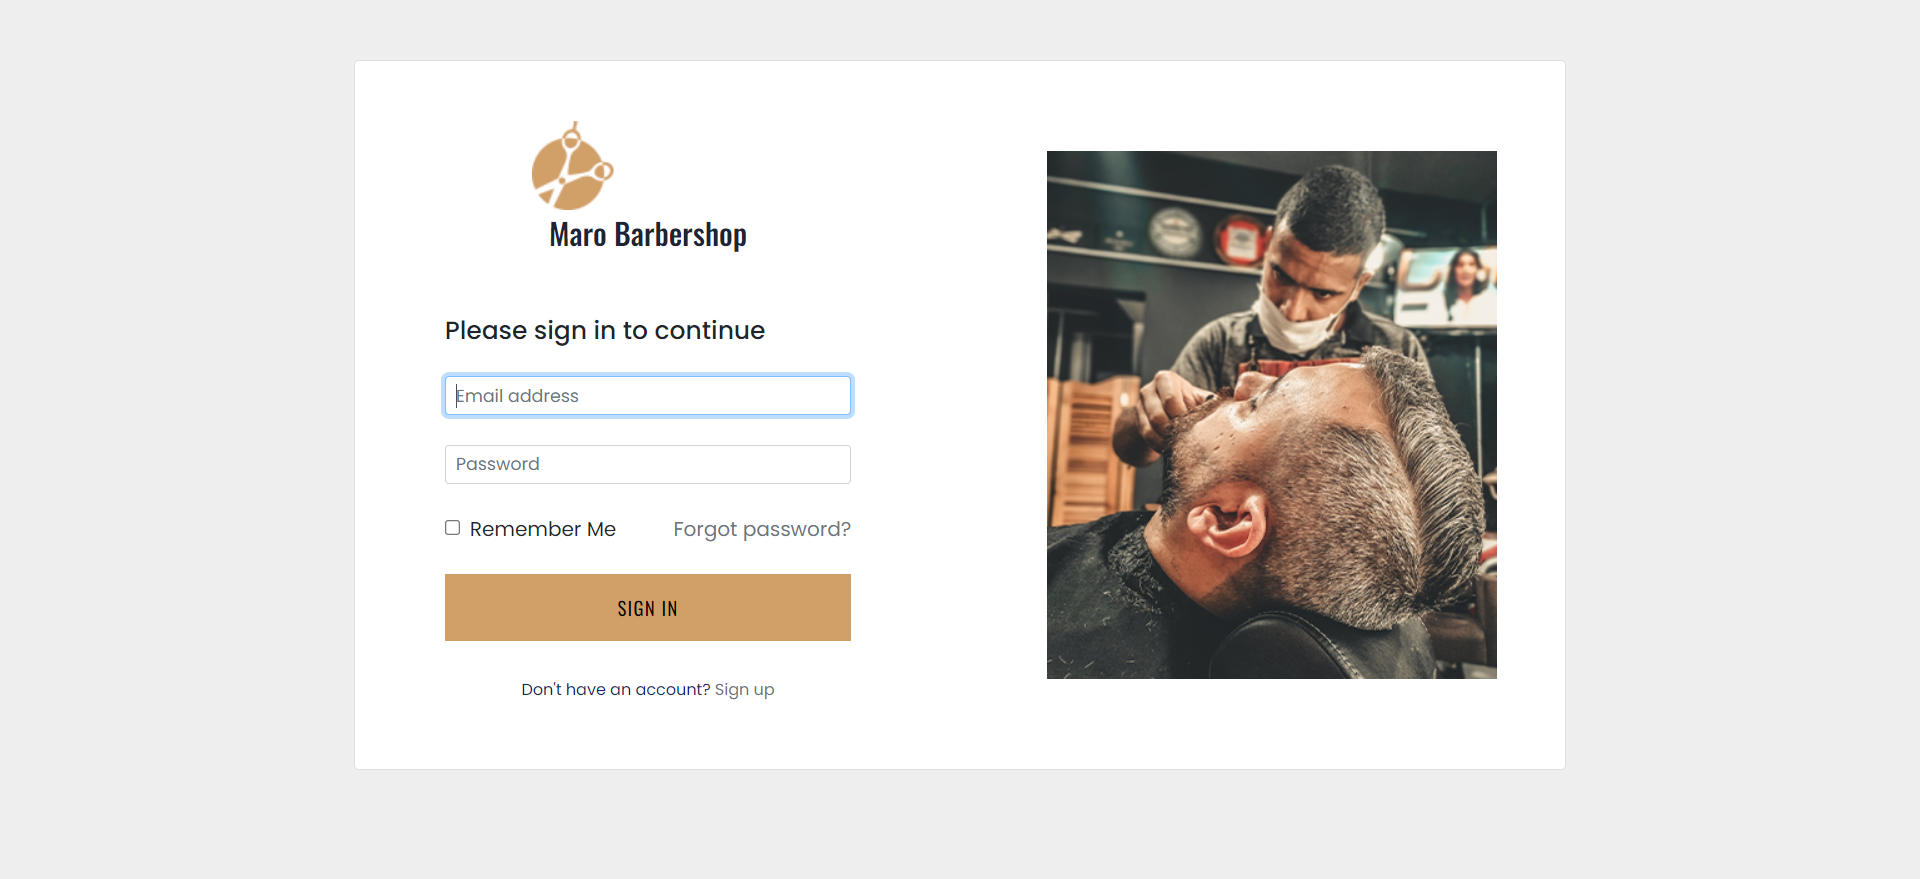 Maro Barbershop
Please sign in to continue
Email address
Password
Remember Me
Forgot password?
SIGN IN
Don't have an account? Sign up